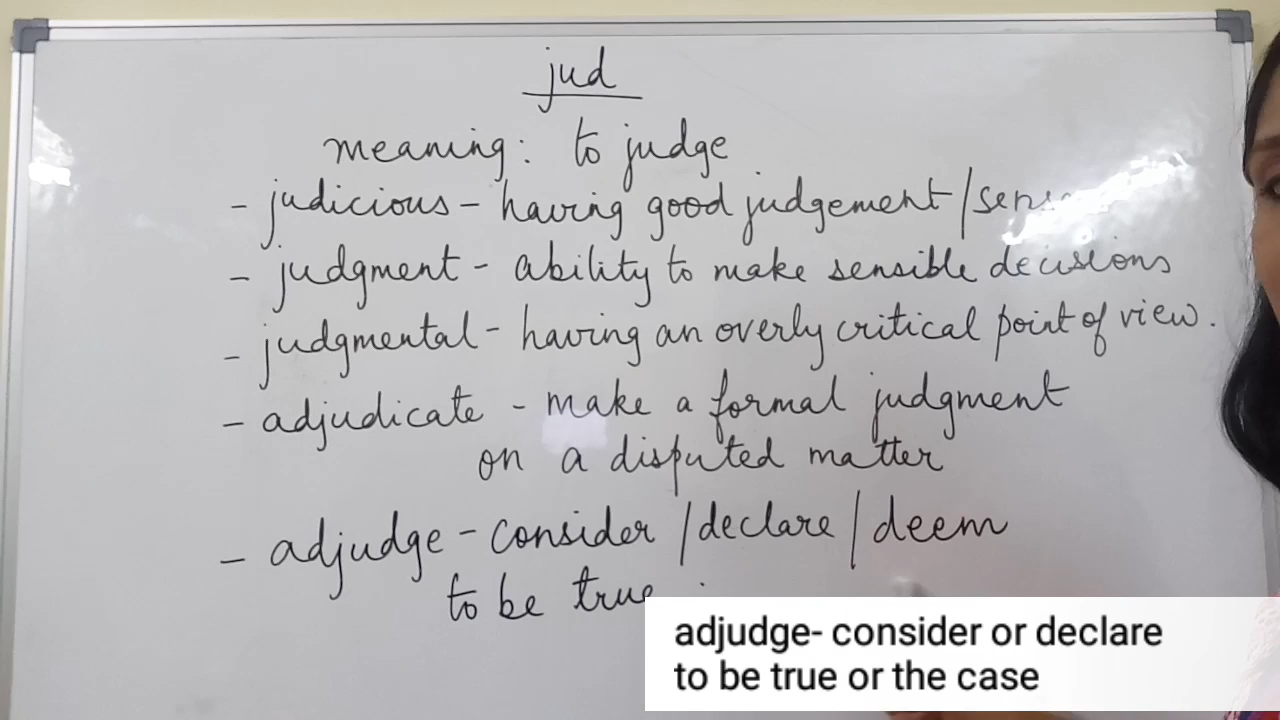 jud
meaning: to judge
- judicious - having good judgement/sense
- judgment - ability to make sensible decisions
- judgmental - having an overly critical point of view.
- adjudicate - make a formal judgment
on a disputed matter
- adjudge - consider/declare/deem
to be true
adjudge- consider or declare
to be true or the case